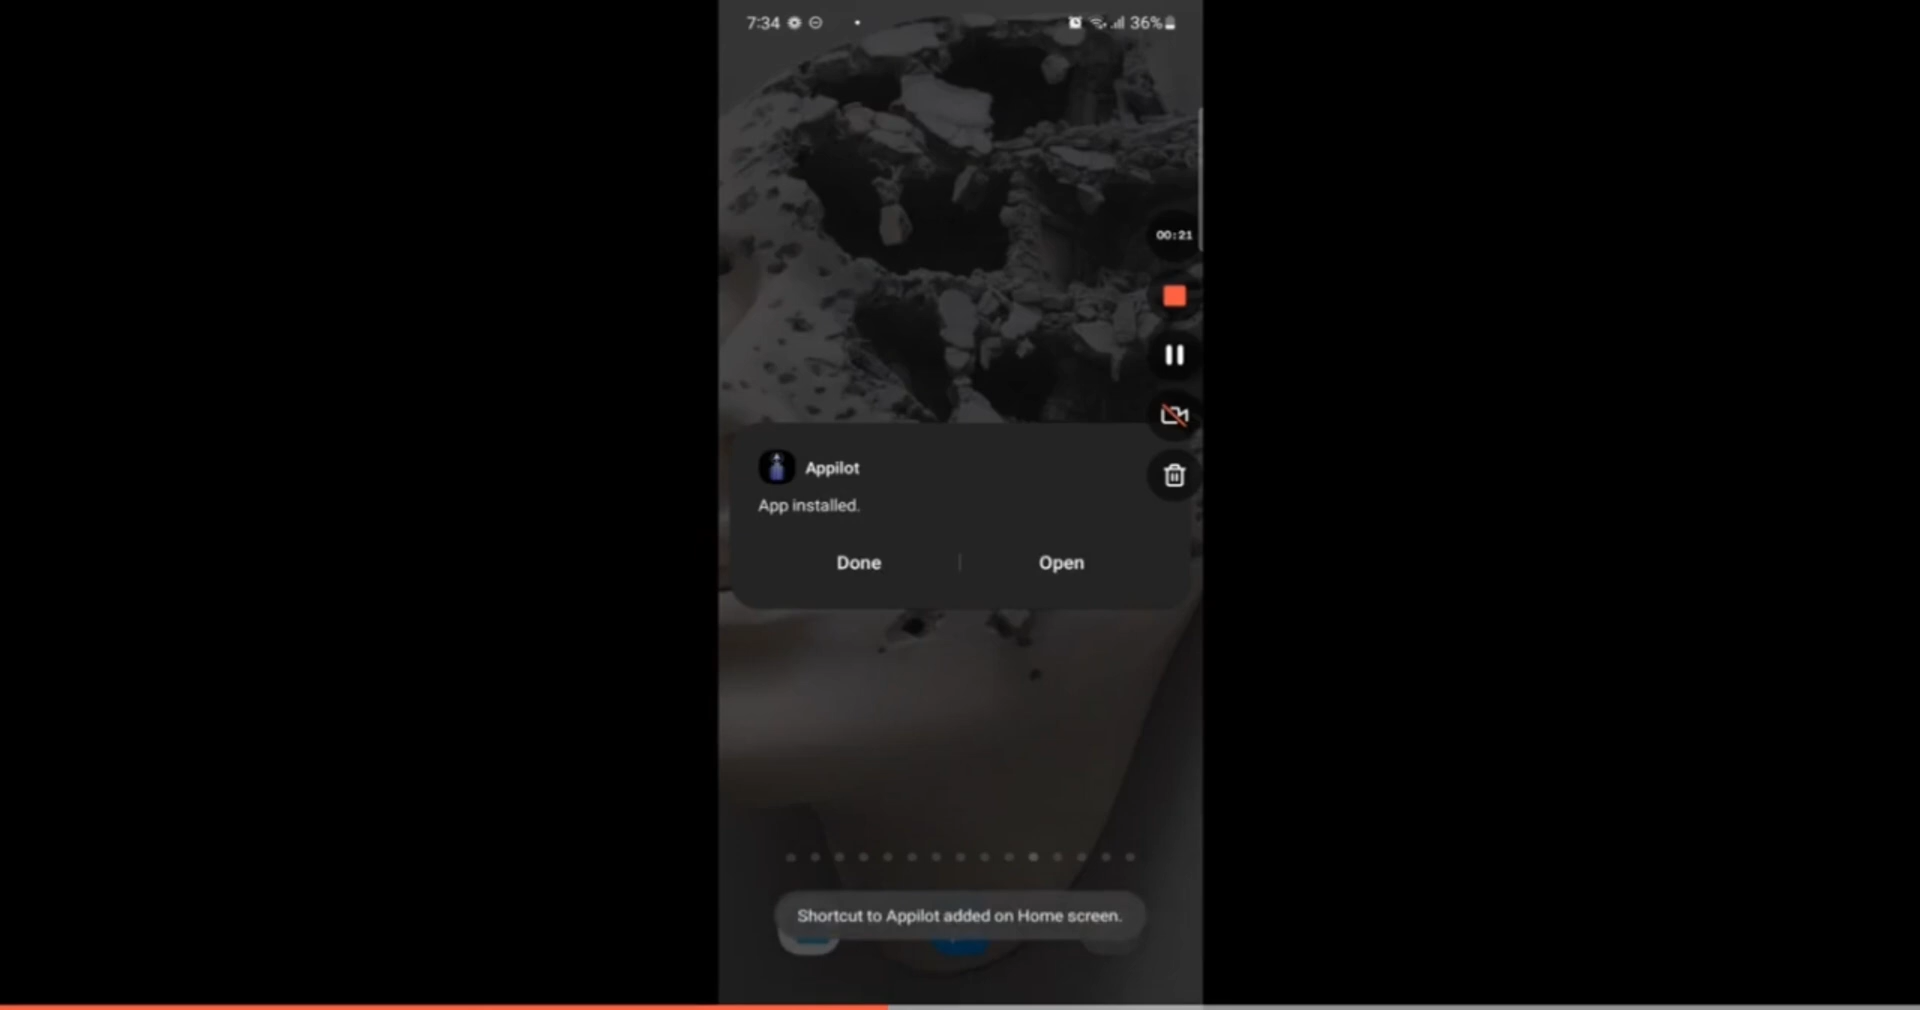 7:34
36%
00:21
Appilot
App installed.
Done
Open
Shortcut to Appilot added on Home screen.